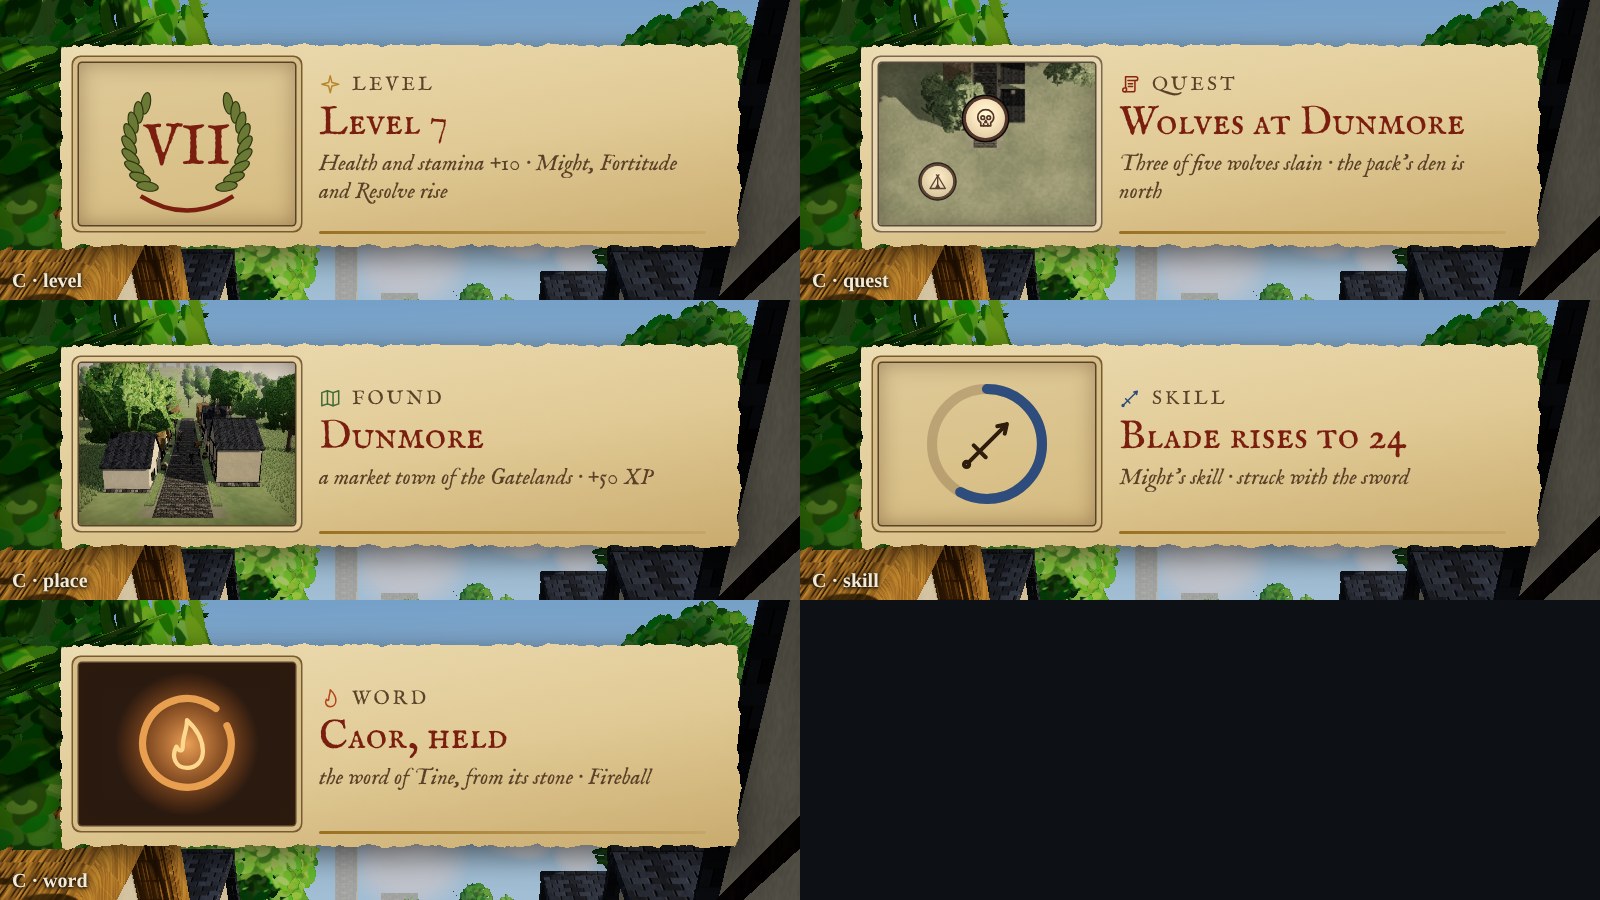 LEVEL
Level 7
Health and stamina +10 · Might, Fortitude
and Resolve rise
VII
C · level
QUEST
Wolves at Dunmore
Three of five wolves slain · the pack's den is
north
C · quest
FOUND
Dunmore
a market town of the Gatelands · +50 XP
C · place
SKILL
Blade rises to 24
Might's skill · struck with the sword
C · skill
WORD
Caor, held
the word of Tine, from its stone · Fireball
C · word